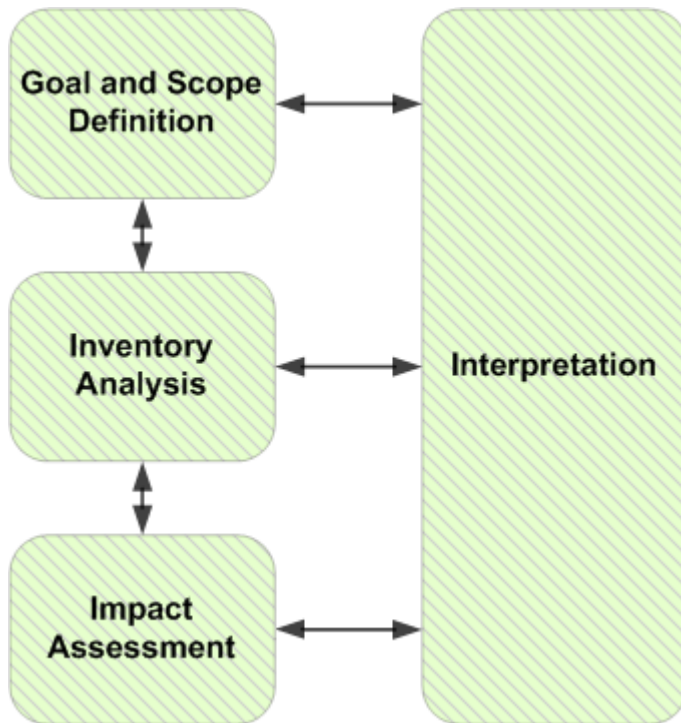 Goal and Scope
Definition
Inventory
Analysis
Interpretation
Impact
Assessment